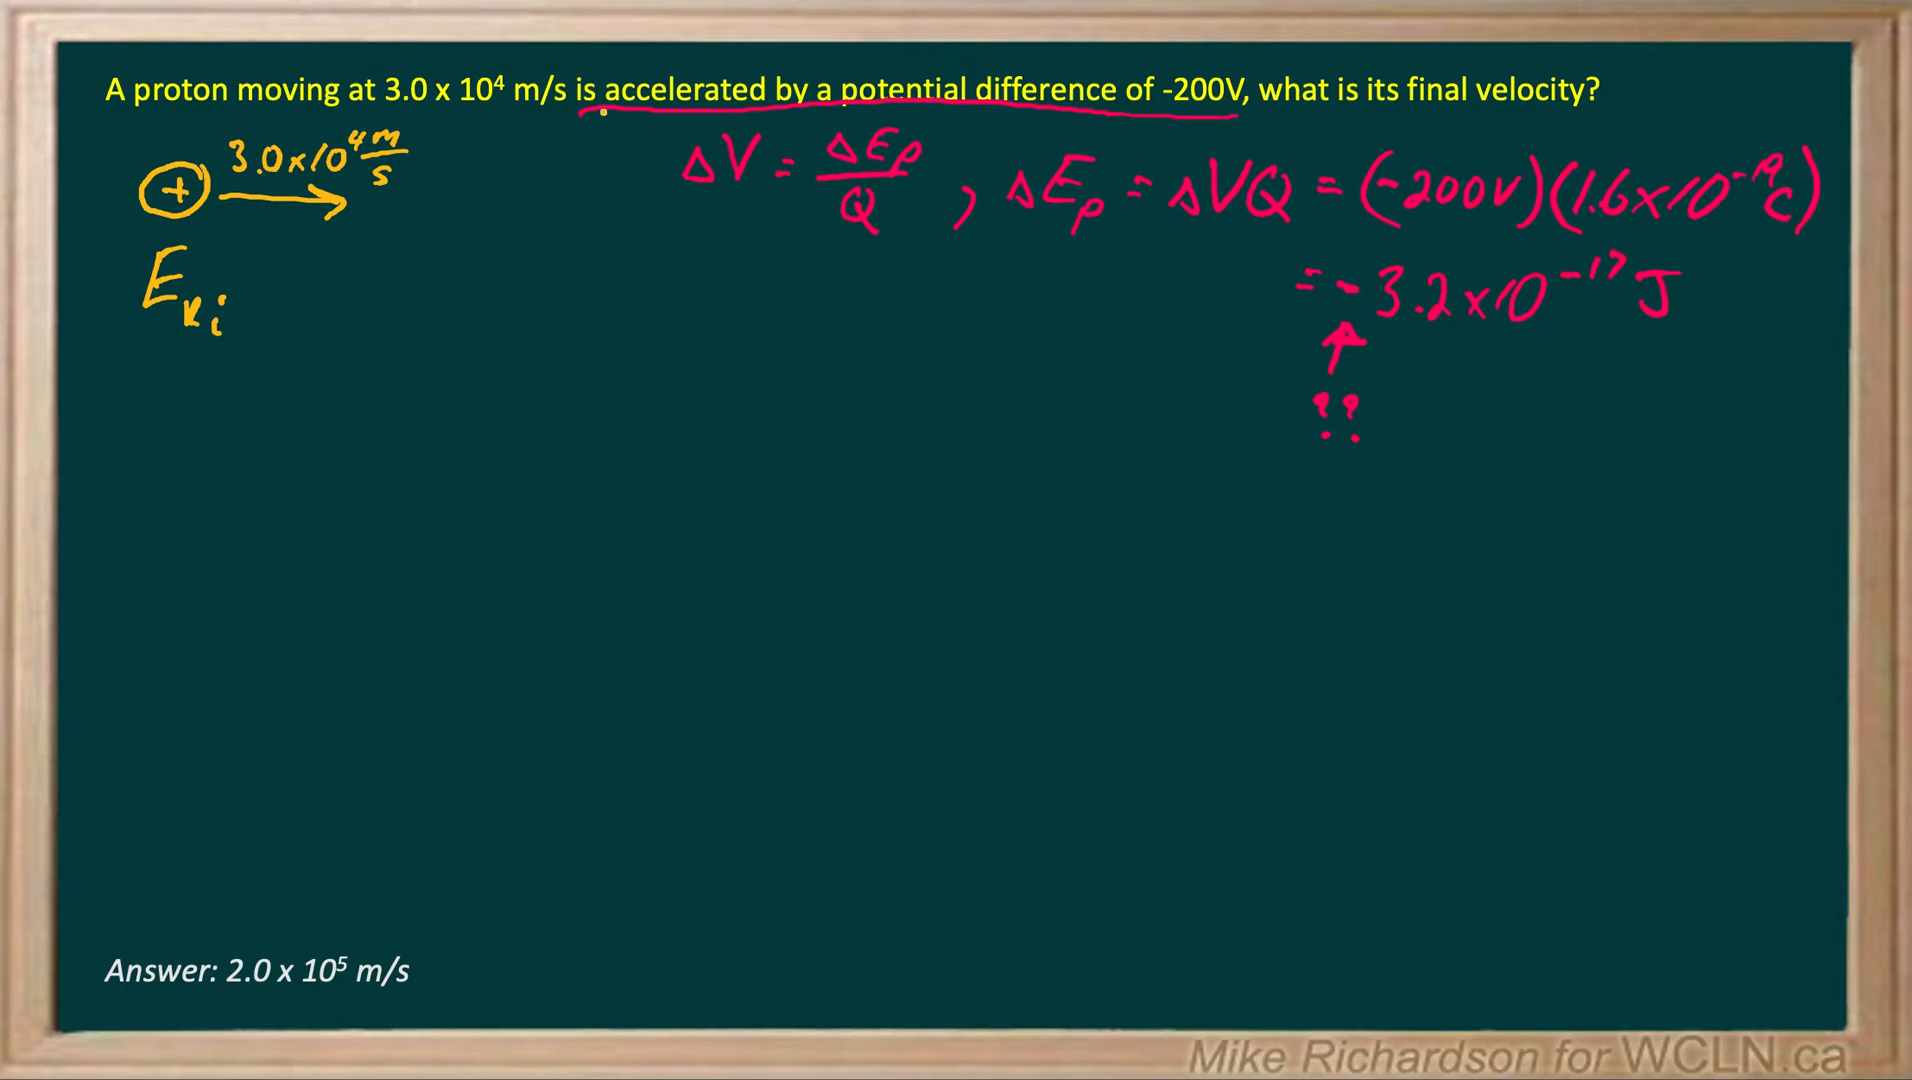 A proton moving at 3.0 x 10⁴ m/s is accelerated by a potential difference of -200V, what is its final velocity?
+ 3.0x10⁴ m/s
E_ki
ΔV = ΔEp/Q , ΔEp = ΔVQ = (-200V)(1.6x10⁻¹⁹C)
= -3.2x10⁻¹⁷ J
??
Answer: 2.0 x 10⁵ m/s
Mike Richardson for WCLN.ca